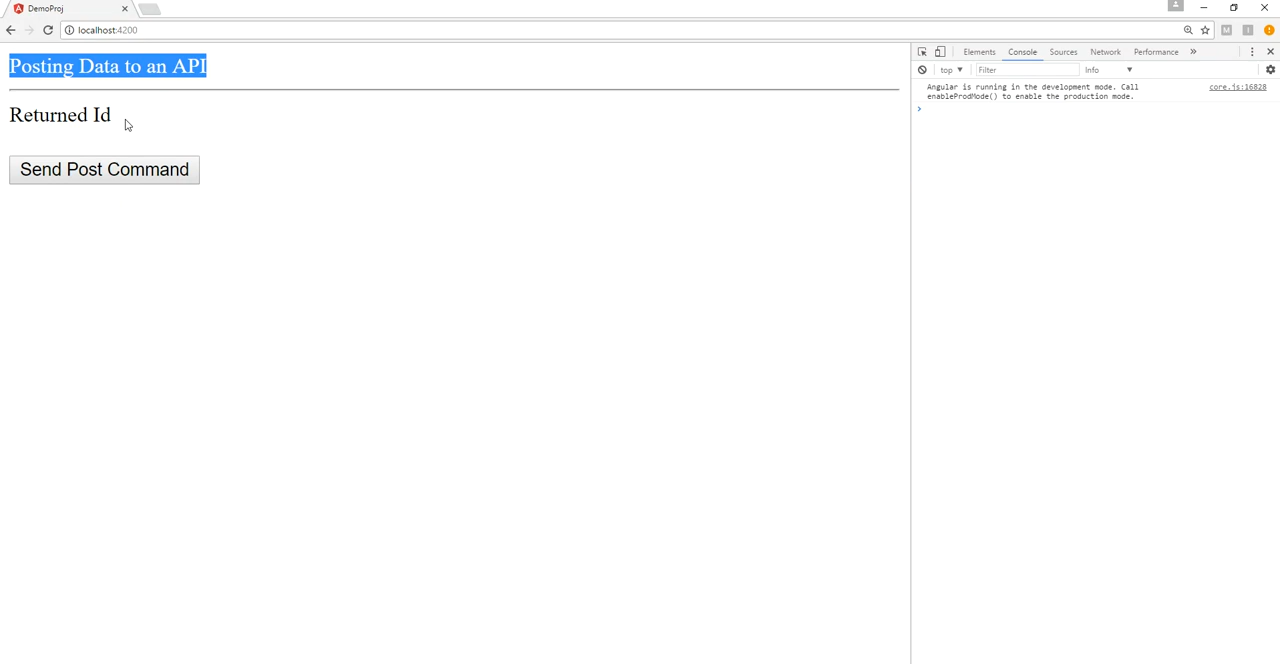 DemoProj
localhost:4200
M
I
Posting Data to an API
Returned Id
Send Post Command
Elements Console Sources Network Performance »
top ▼ Filter Info ▼
Angular is running in the development mode. Call core.js:16828
enableProdMode() to enable the production mode.
>